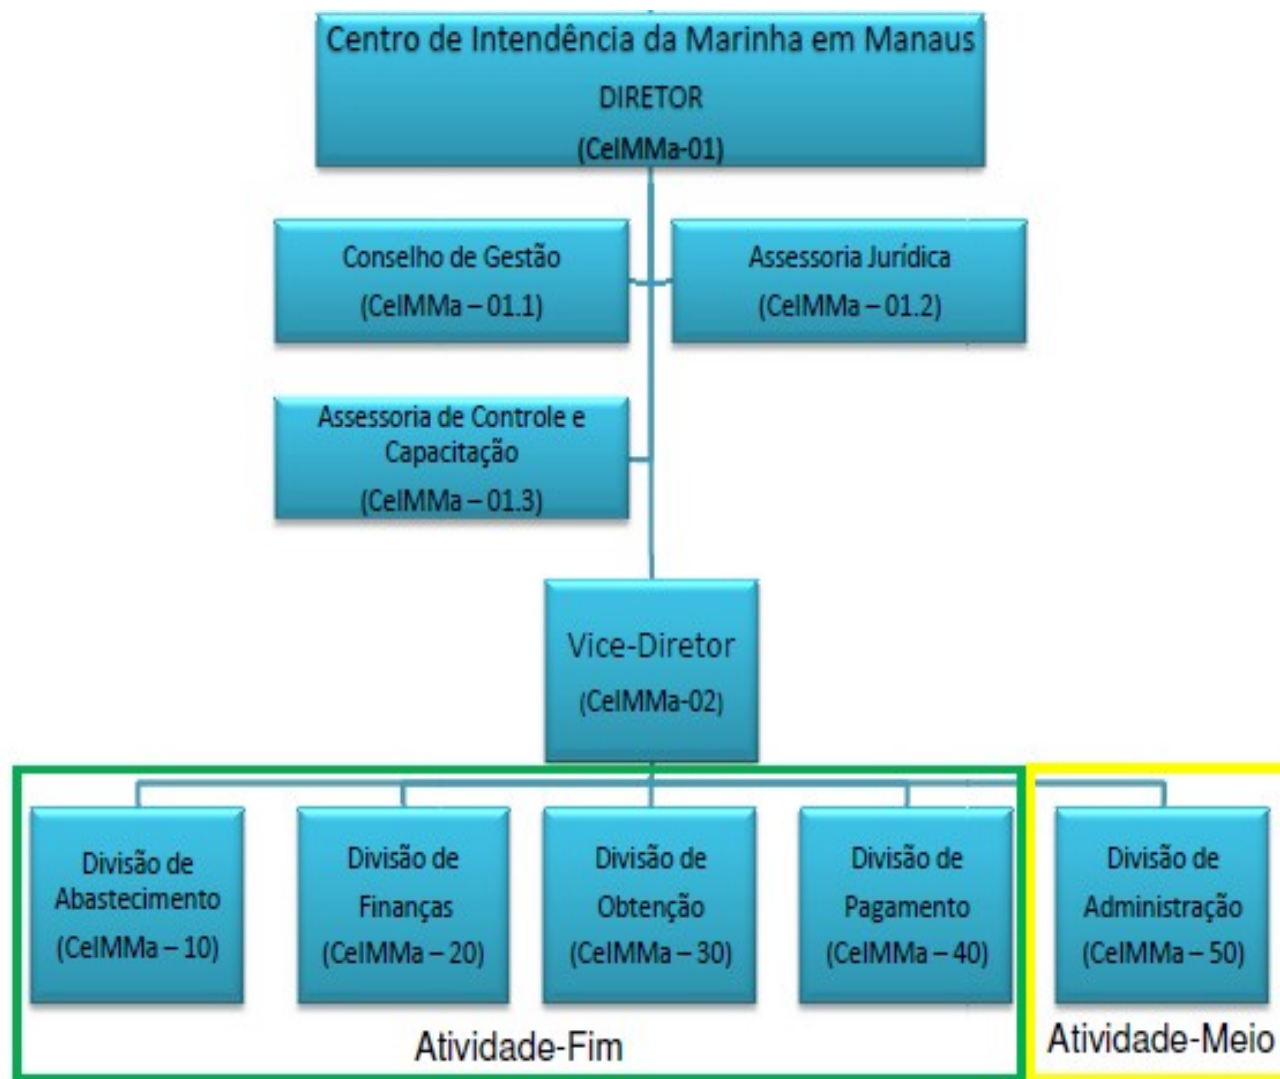 Centro de Intendência da Marinha em Manaus
DIRETOR
(CeIMMa-01)
Conselho de Gestão
(CeIMMa – 01.1)
Assessoria Jurídica
(CeIMMa – 01.2)
Assessoria de Controle e
Capacitação
(CeIMMa – 01.3)
Vice-Diretor
(CeIMMa-02)
Divisão de
Abastecimento
(CeIMMa – 10)
Divisão de
Finanças
(CeIMMa – 20)
Divisão de
Obtenção
(CeIMMa – 30)
Divisão de
Pagamento
(CeIMMa – 40)
Divisão de
Administração
(CeIMMa – 50)
Atividade-Fim
Atividade-Meio